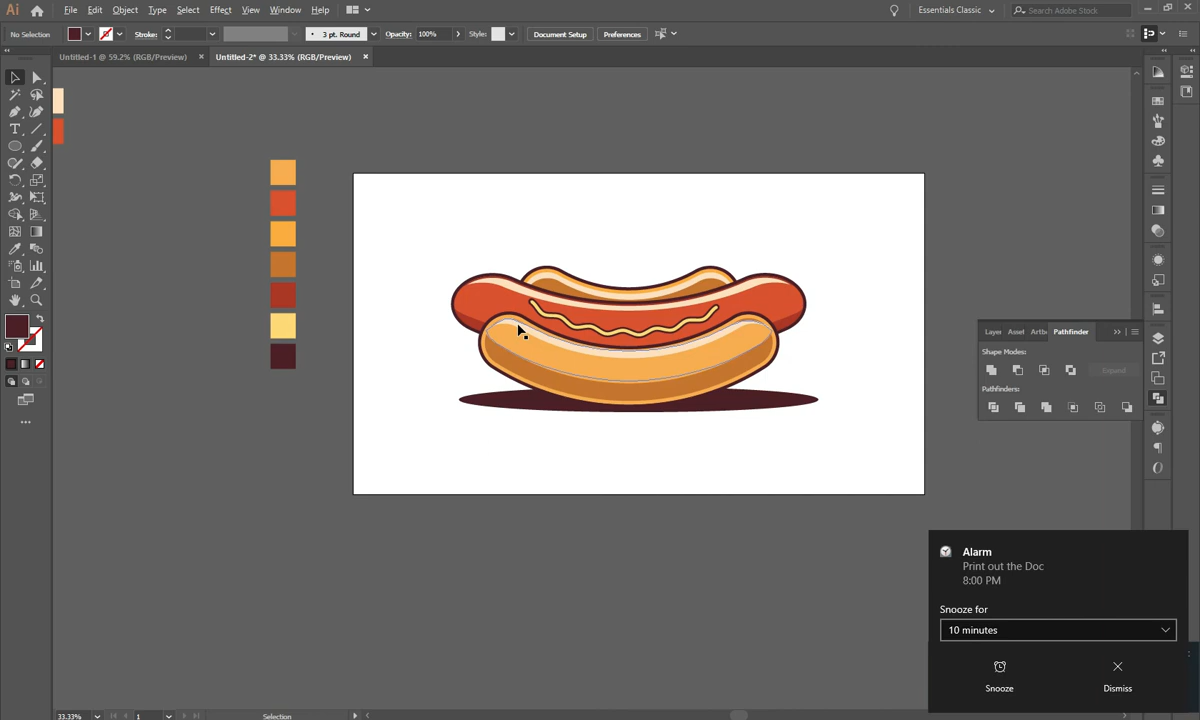 Ai File Edit Object Type Select Effect View Window Help Essentials Classic Search Adobe Stock
No Selection Stroke: 3 pt. Round Opacity: 100% Style: Document Setup Preferences
Untitled-1 @ 59.2% (RGB/Preview) × Untitled-2* @ 33.33% (RGB/Preview) ×
Layer Asset Artb Pathfinder
Shape Modes:
Expand
Pathfinders:
Alarm
Print out the Doc
8:00 PM
Snooze for
10 minutes
Snooze Dismiss
33.33% 1 Selection